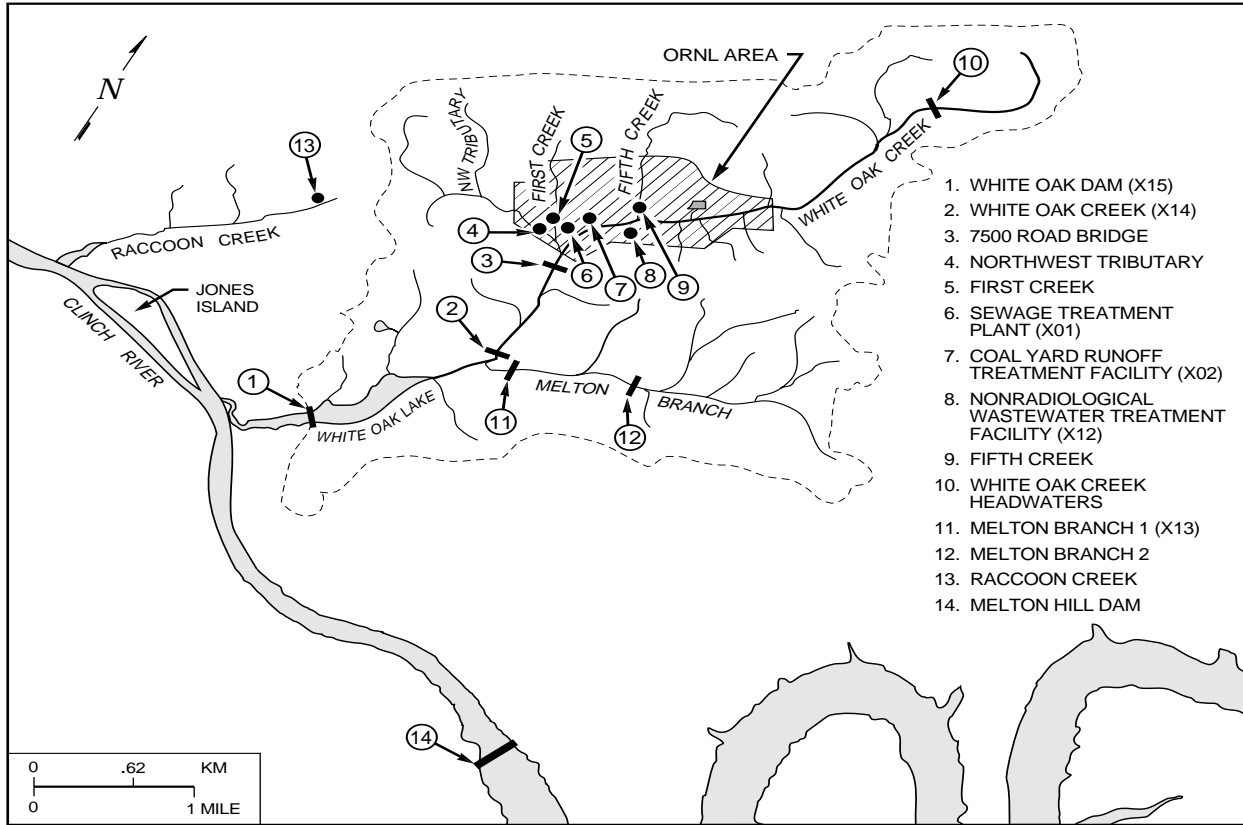 N
ORNL AREA
10
NW TRIBUTARY
FIRST CREEK
5
FIFTH CREEK
WHITE OAK CREEK
13
RACCOON CREEK
4
3
6
7
8
9
JONES
ISLAND
CLINCH RIVER
2
1
WHITE OAK LAKE
11
MELTON BRANCH
12
14
1. WHITE OAK DAM (X15)
2. WHITE OAK CREEK (X14)
3. 7500 ROAD BRIDGE
4. NORTHWEST TRIBUTARY
5. FIRST CREEK
6. SEWAGE TREATMENT
PLANT (X01)
7. COAL YARD RUNOFF
TREATMENT FACILITY (X02)
8. NONRADIOLOGICAL
WASTEWATER TREATMENT
FACILITY (X12)
9. FIFTH CREEK
10. WHITE OAK CREEK
HEADWATERS
11. MELTON BRANCH 1 (X13)
12. MELTON BRANCH 2
13. RACCOON CREEK
14. MELTON HILL DAM
0 .62 KM
0 1 MILE